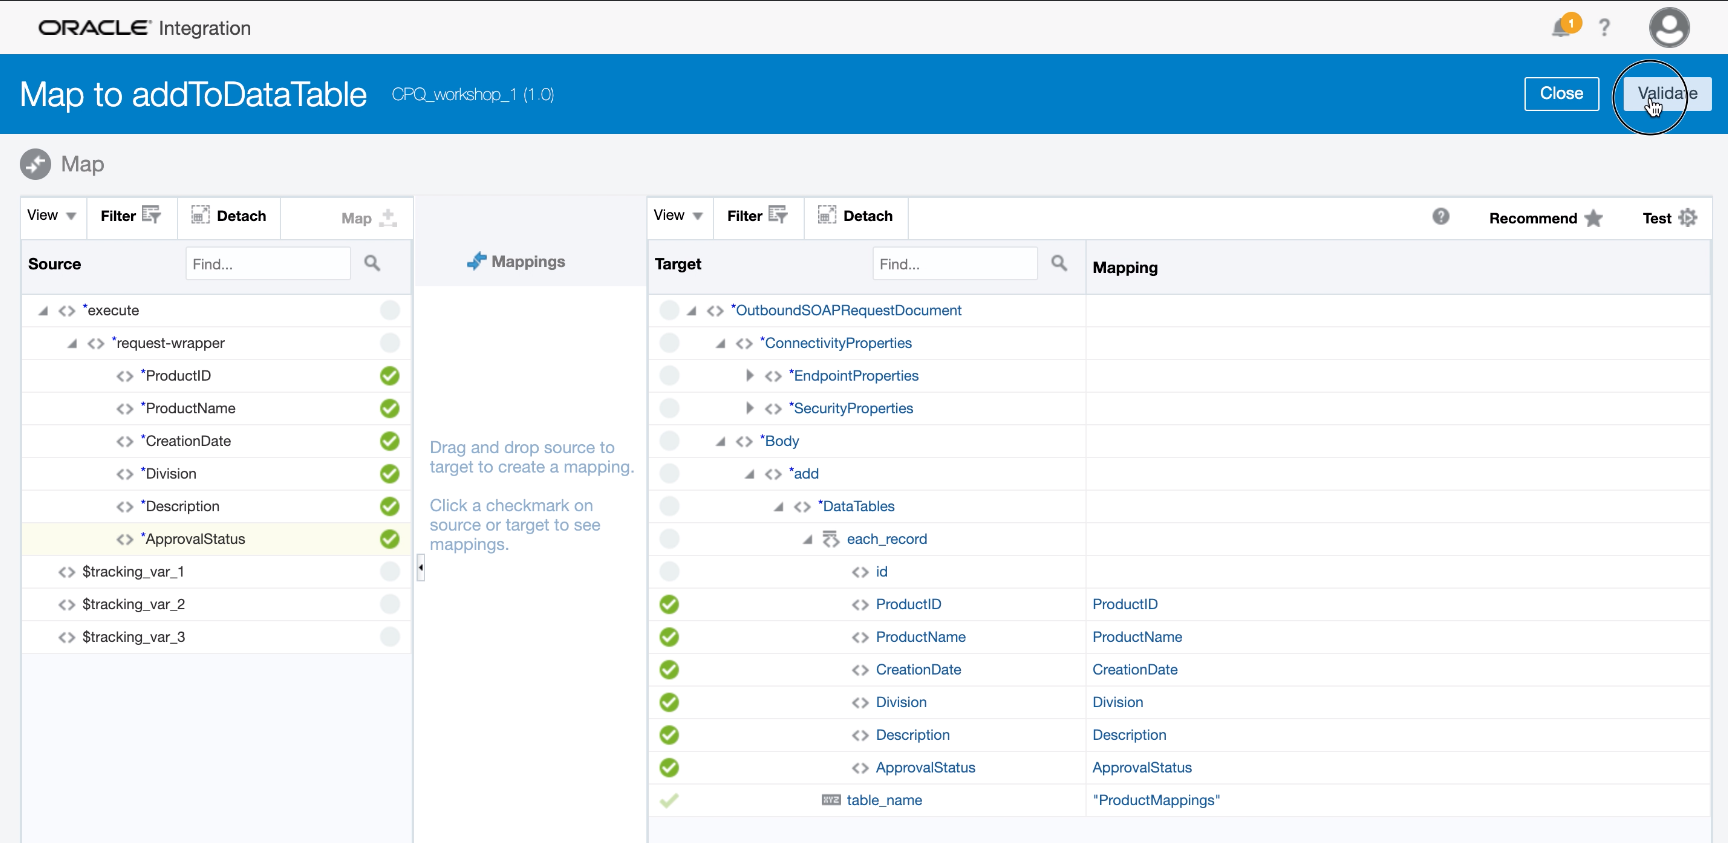 ORACLE Integration
1
?
Map to addToDataTable
CPQ_workshop_1 (1.0)
Close
Validate
Map
View
Filter
Detach
Map
View
Filter
Detach
?
Recommend
Test
Source
Find...
Mappings
Target
Find...
Mapping
*execute
*request-wrapper
*ProductID
*ProductName
*CreationDate
*Division
*Description
*ApprovalStatus
$tracking_var_1
$tracking_var_2
$tracking_var_3
Drag and drop source to
target to create a mapping.
Click a checkmark on
source or target to see
mappings.
*OutboundSOAPRequestDocument
*ConnectivityProperties
*EndpointProperties
*SecurityProperties
*Body
*add
*DataTables
each_record
id
ProductID ProductID
ProductName ProductName
CreationDate CreationDate
Division Division
Description Description
ApprovalStatus ApprovalStatus
XYZ table_name "ProductMappings"